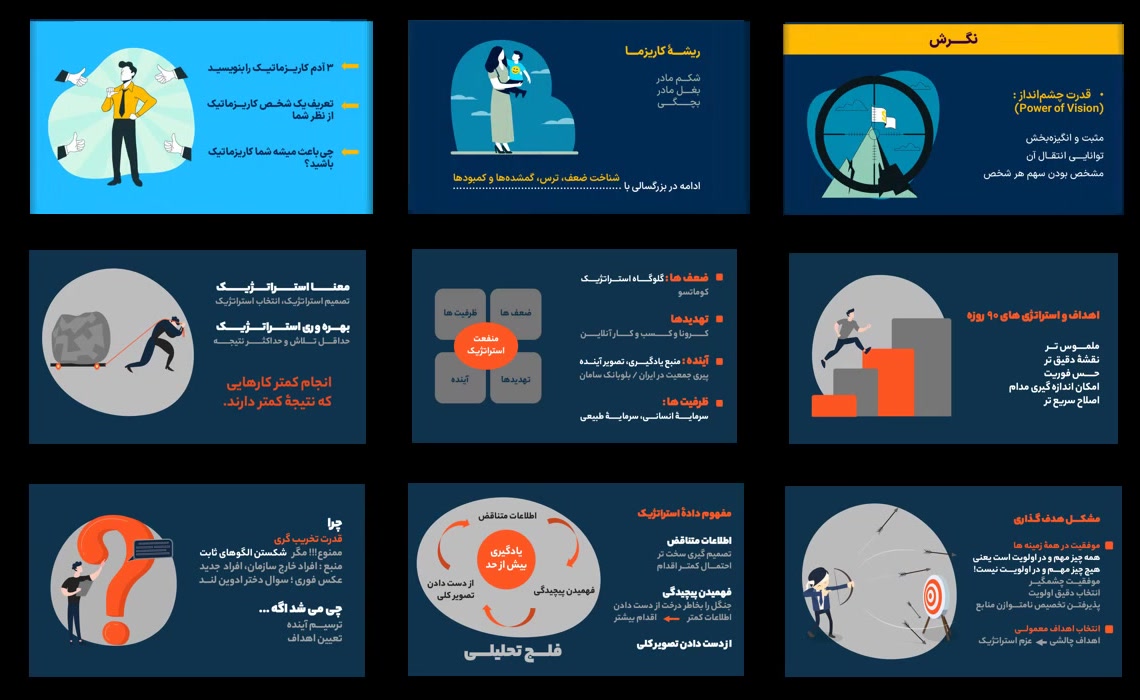 ۳ آدم کاریزماتیک را بنویسید
تعریف یک شخص کاریزماتیک
از نظر شما
چی باعت میشه شما کاریزماتیک
باشید؟
ریشهٔ کاریزما
شکم مادر
بغل مادر
بچگی
ادامه در بزرگسالی با شناخت ضعف، ترس، گمشده‌ها و کمبودها
نگرش
• قدرت چشم‌انداز :
(Power of Vision)
مثبت و انگیزه‌بخش
توانایی انتقال آن
مشخص بودن سهم هر شخص
معنا استراتژیک
تصمیم استراتژیک، انتخاب استراتژیک
بهره وری استراتژیک
حداقل تلاش و حداکثر نتیجه
انجام کمتر کارهایی
که نتیجهٔ کمتر دارند.
ضعف ها : گلوگاه استراتژیک
کوماتسو
تهدیدها
کرونا و کسب و کار آنلاین
آینده : منبع یادگیری، تصویر آینده
پیری جمعیت در ایران / بلوبانک سامان
ظرفیت ها :
سرمایهٔ انسانی، سرمایهٔ طبیعی
ضعف ها
ظرفیت ها
منفعت
استراتژیک
تهدیدها
آینده
اهداف و استراتژی های ۹۰ روزه
ملموس تر
نقشهٔ دقیق تر
حس فوریت
امکان اندازه گیری مدام
اصلاح سریع تر
چرا
قدرت تخریب گری
ممنوع!!! مگر شکستن الگوهای ثابت
منبع : افراد خارج سازمان، افراد جدید
عکس فوری ؛ سوال دختر ادوین لند
چی می شد اگه ...
ترسیم آینده
تعیین اهداف
مفهوم دادهٔ استراتژیک
اطلاعات متناقض
تصمیم گیری سخت تر
احتمال کمتر اقدام
فهمیدن پیچیدگی
جنگل را بخاطر درخت از دست دادن
اطلاعات کمتر اقدام بیشتر
از دست دادن تصویر کلی
اطلاعات متناقض
یادگیری
بیش از حد
فهمیدن پیچیدگی
از دست دادن
تصویر کلی
فلج تحلیلی
مشکل هدف گذاری
موفقیت در همهٔ زمینه ها
همه چیز مهم و در اولویت است یعنی
هیچ چیز مهم و در اولویت نیست!
موفقیت چشمگیر
انتخاب دقیق اولویت
پذیرفتن تخصیص نامتوازن منابع
انتخاب اهداف معمولی
اهداف چالشی عزم استراتژیک